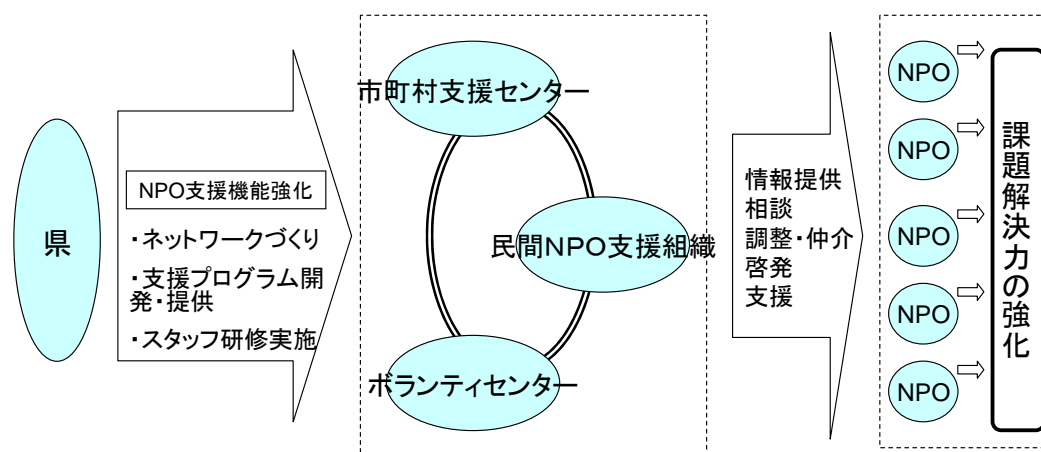 県
NPO支援機能強化
・ネットワークづくり
・支援プログラム開
発・提供
・スタッフ研修実施
市町村支援センター
民間NPO支援組織
ボランティセンター
情報提供
相談
調整・仲介
啓発
支援
NPO
NPO
NPO
NPO
NPO
課題解決力の強化